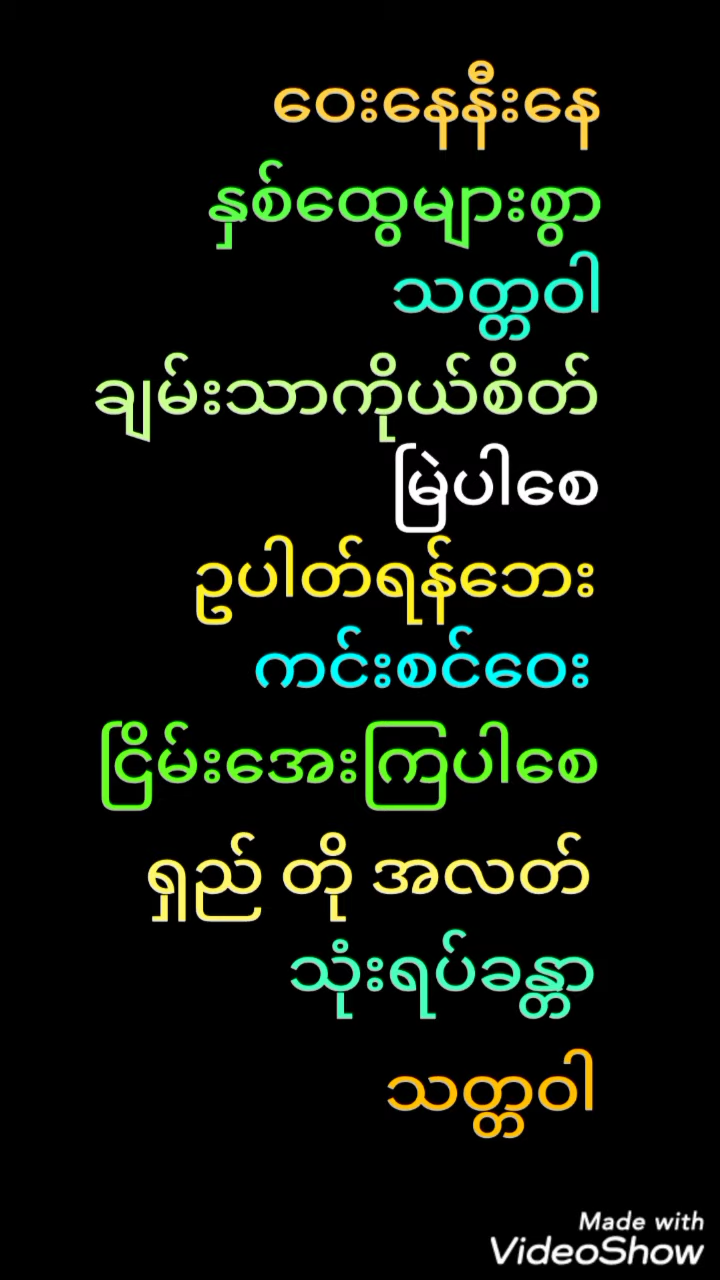 ဝေးနေနီးနေ
နှစ်ထွေများစွာ
သတ္တဝါ
ချမ်းသာကိုယ်စိတ်
မြဲပါစေ
ဥပါတ်ရန်ဘေး
ကင်းစင်ဝေး
ငြိမ်းအေးကြပါစေ
ရှည် တို အလတ်
သုံးရပ်ခန္တာ
သတ္တဝါ
Made with
VideoShow